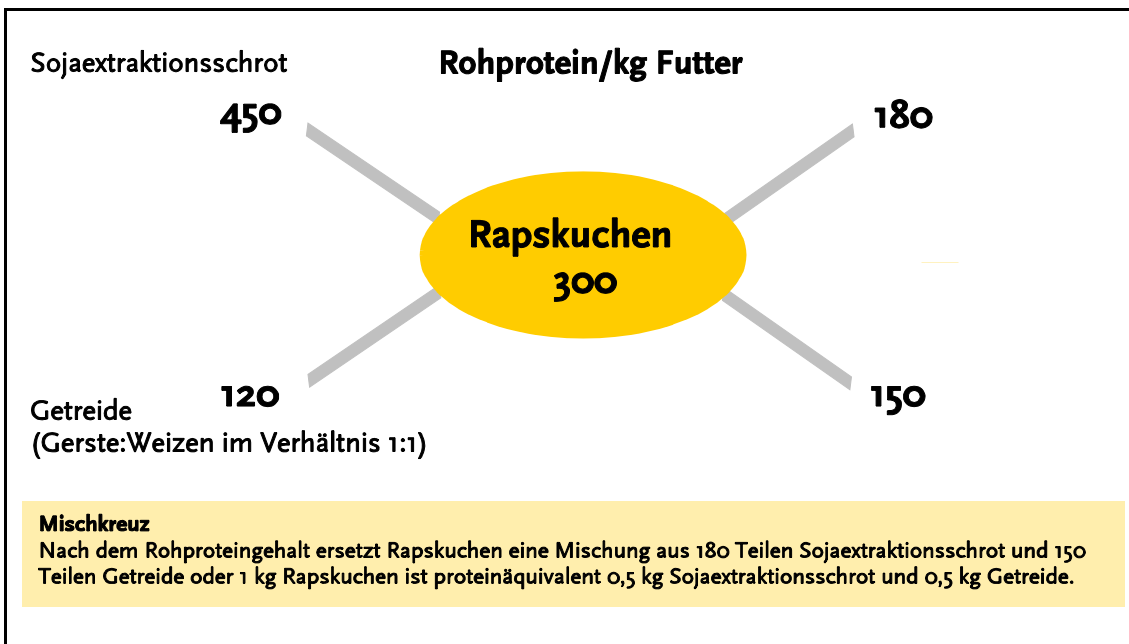 Sojaextraktionsschrot
Rohprotein/kg Futter
450
180
Rapskuchen
300
120
150
Getreide
(Gerste:Weizen im Verhältnis 1:1)
Mischkreuz
Nach dem Rohproteingehalt ersetzt Rapskuchen eine Mischung aus 180 Teilen Sojaextraktionsschrot und 150
Teilen Getreide oder 1 kg Rapskuchen ist proteinäquivalent 0,5 kg Sojaextraktionsschrot und 0,5 kg Getreide.